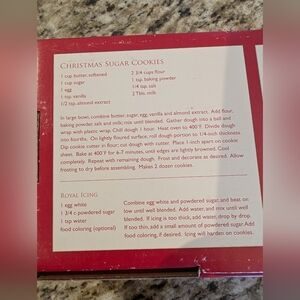 CHRISTMAS SUGAR COOKIES
1 cup butter, softened
1 cup sugar
1 egg
1 tsp. vanilla
1/2 tsp. almond extract
2 3/4 cups flour
1 tsp. baking powder
1/4 tsp. salt
2 Tbls. milk
In large bowl, combine butter, sugar, egg, vanilla and almond extract. Add flour,
baking powder, salt and milk; mix until blended. Gather dough into a ball and
wrap with plastic wrap. Chill dough 1 hour. Heat oven to 400°F. Divide dough
into fourths. On lightly floured surface, roll dough portion to 1/4-inch thickness.
Dip cookie cutter in flour; cut dough with cutter. Place 1-inch apart on cookie
sheet. Bake at 400°F for 6-7 minutes, until edges are lightly browned. Cool
completely. Repeat with remaining dough. Frost and decorate as desired. Allow
frosting to dry before assembling. Makes 2 dozen cookies.
ROYAL ICING
1 egg white
1 3/4 c. powdered sugar
1 tsp water
food coloring (optional)
Combine egg white and powdered sugar, and beat on
low until well blended. Add water, and mix until well
blended. If icing is too thick, add water, drop by drop.
If too thin, add a small amount of powdered sugar. Add
food coloring, if desired. Icing will harden on cookies.